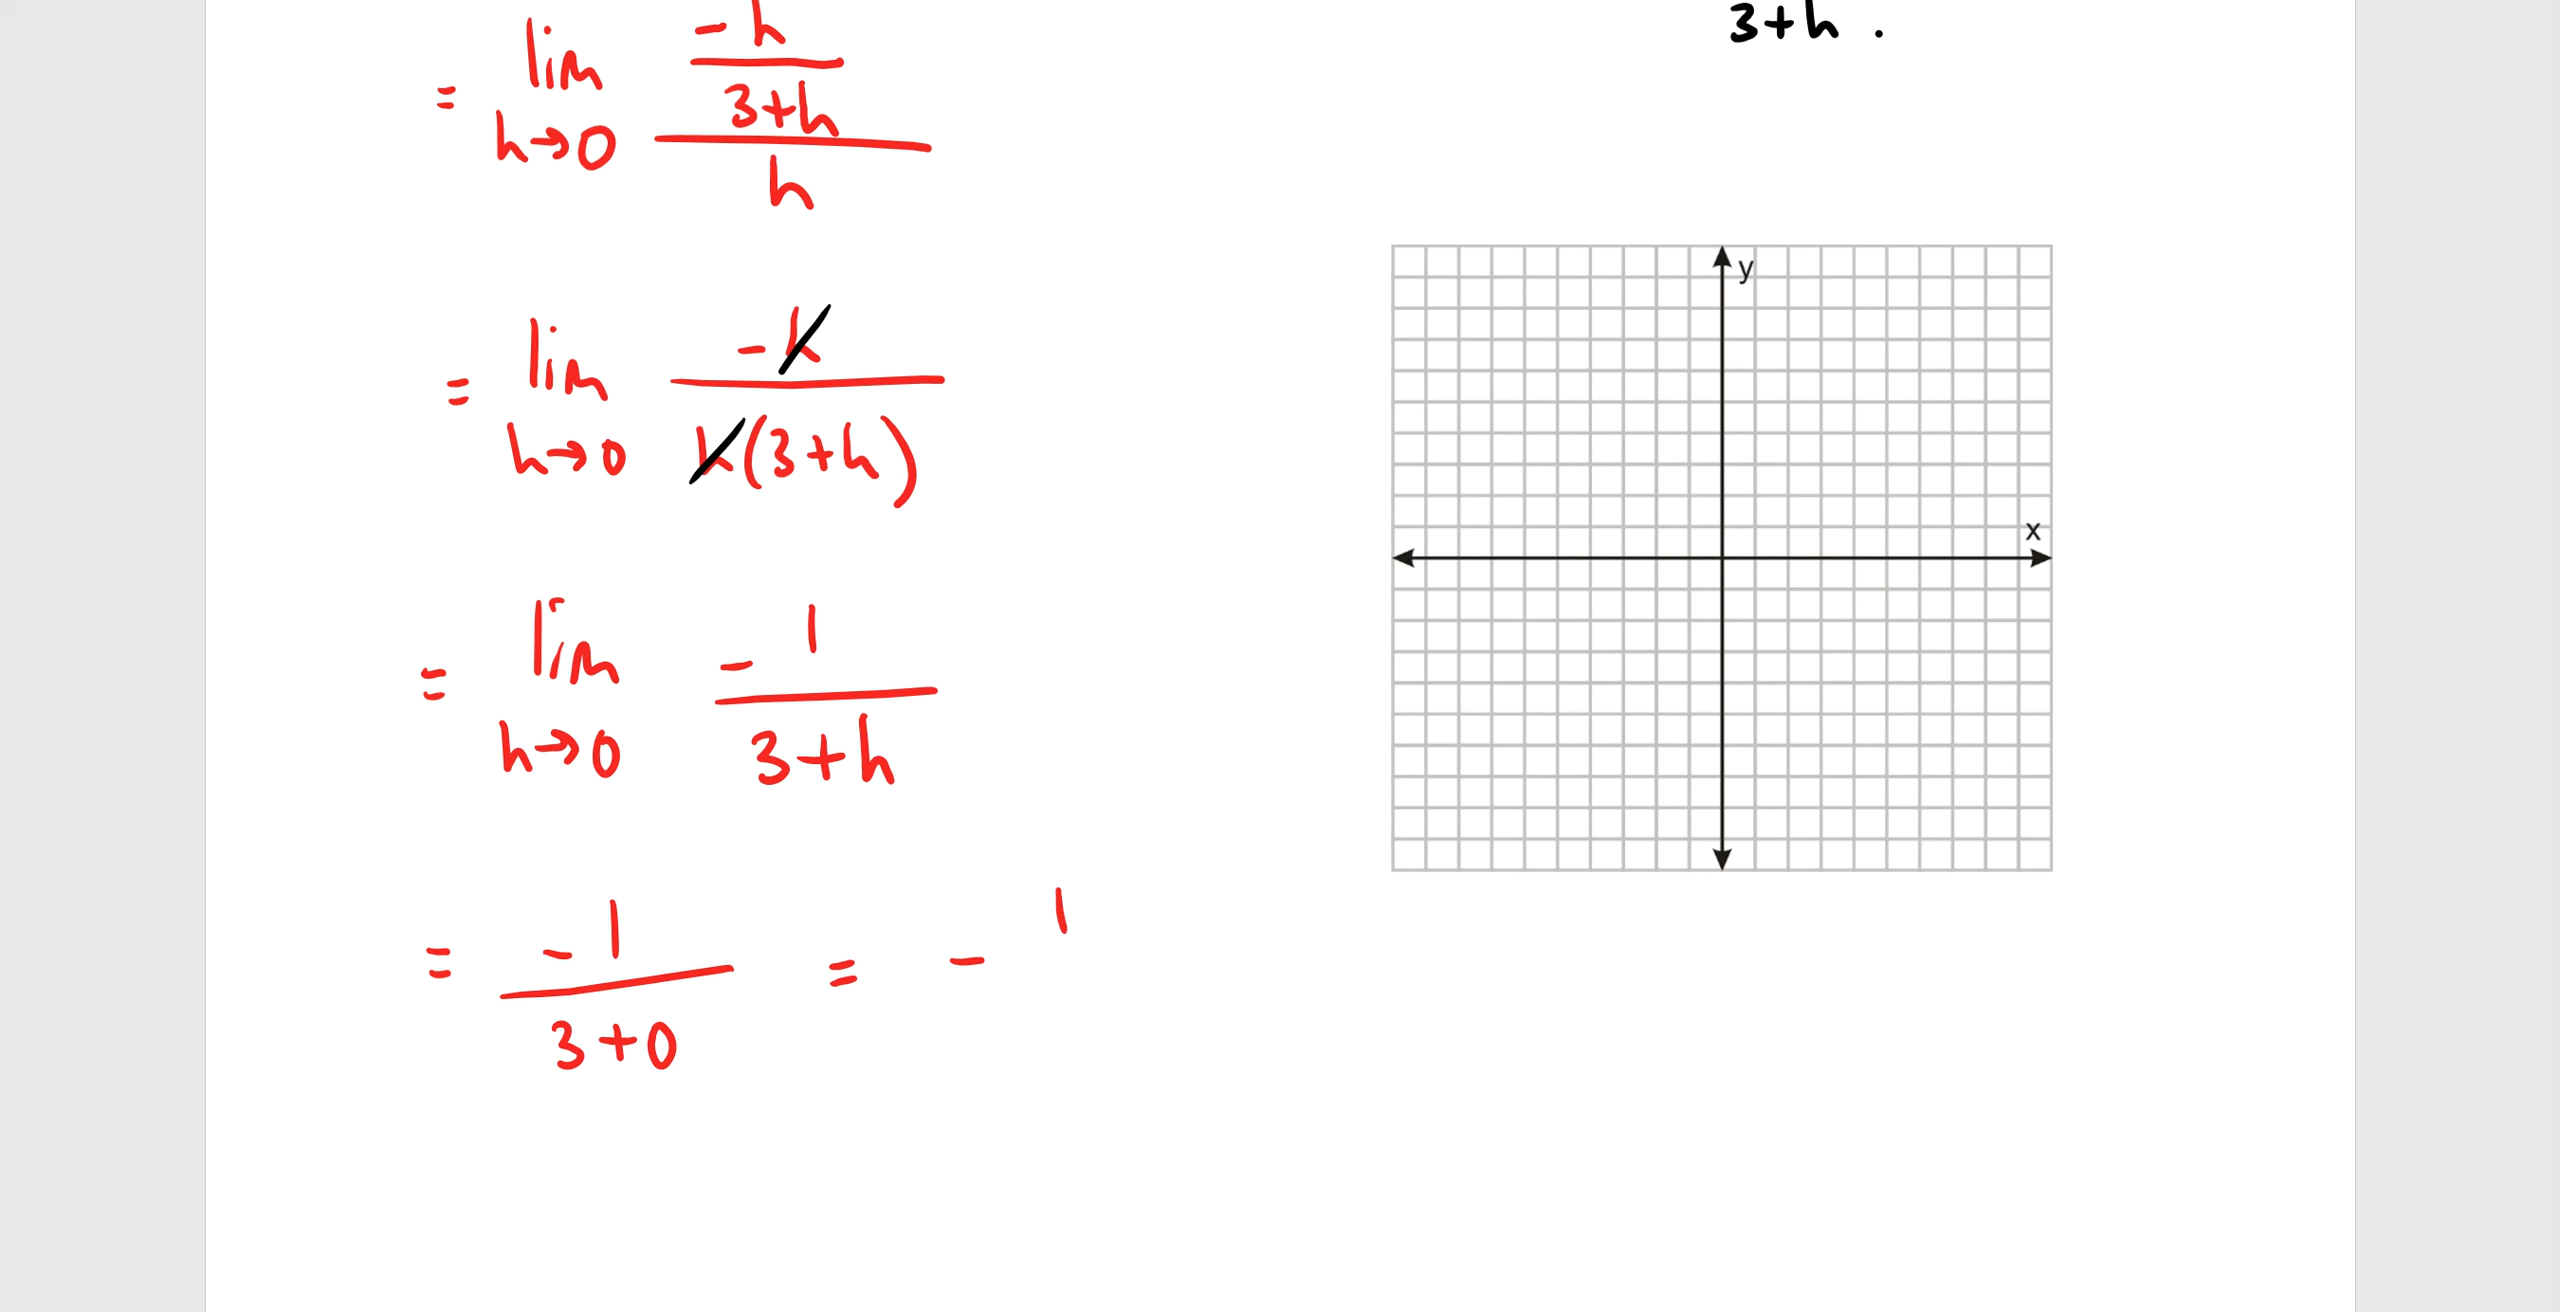 -h
3+h .
= lim
3+h
h→0
h
y
-h
= lim
h→0 h(3+h)
x
= lim -1
h→0 3+h
= -1 = - 1
3+0